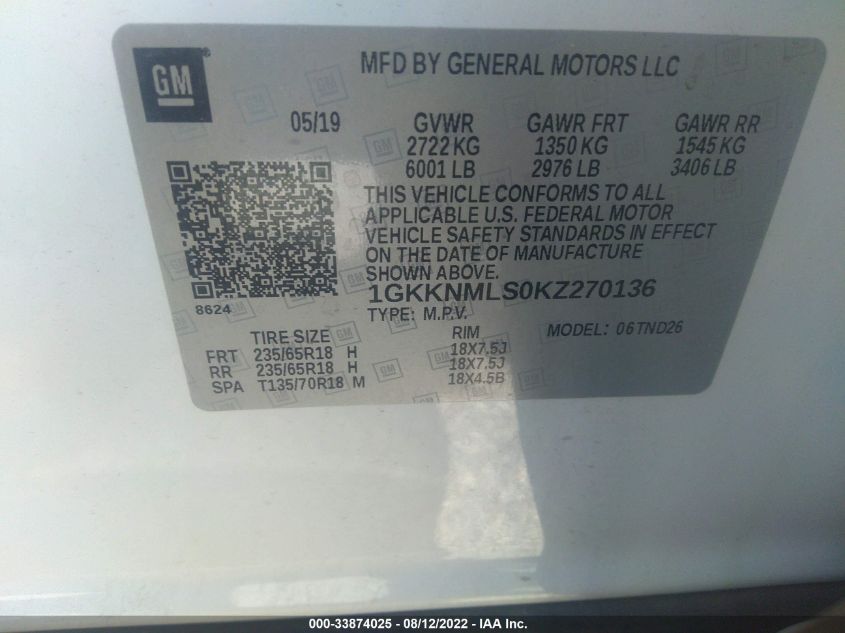 GM
MFD BY GENERAL MOTORS LLC
05/19 GVWR GAWR FRT GAWR RR
2722 KG 1350 KG 1545 KG
6001 LB 2976 LB 3406 LB
THIS VEHICLE CONFORMS TO ALL
APPLICABLE U.S. FEDERAL MOTOR
VEHICLE SAFETY STANDARDS IN EFFECT
ON THE DATE OF MANUFACTURE
SHOWN ABOVE.
1GKKNMLS0KZ270136
8624
TYPE: M.P.V.
TIRE SIZE RIM MODEL: 06TND26
FRT 235/65R18 H 18X7.5J
RR 235/65R18 H 18X7.5J
SPA T135/70R18 M 18X4.5B
000-33874025 - 08/12/2022 - IAA Inc.